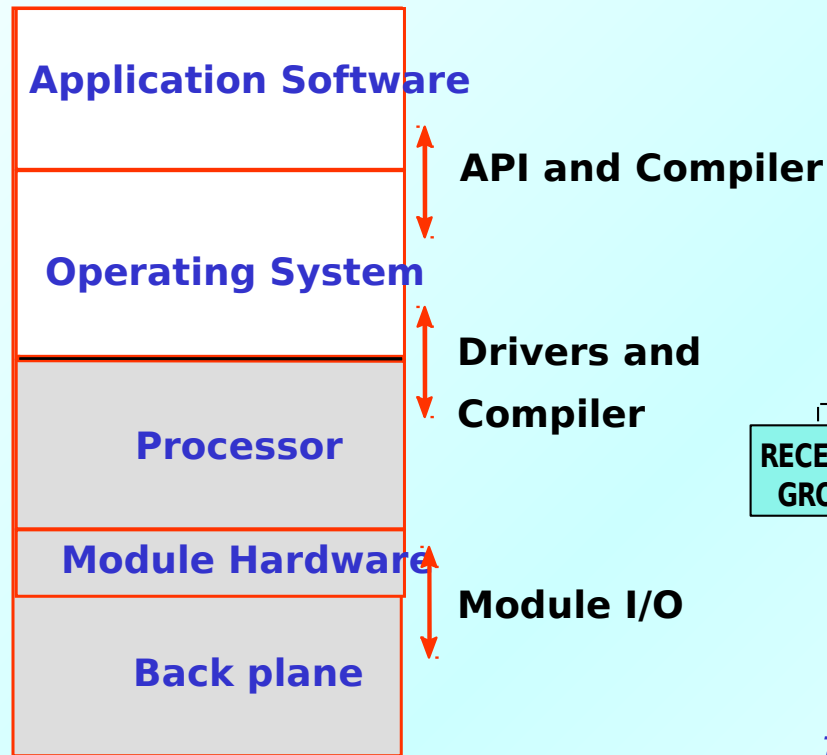 Application Software
API and Compiler
Operating System
Drivers and
Compiler
Processor
Module Hardware
Module I/O
Back plane